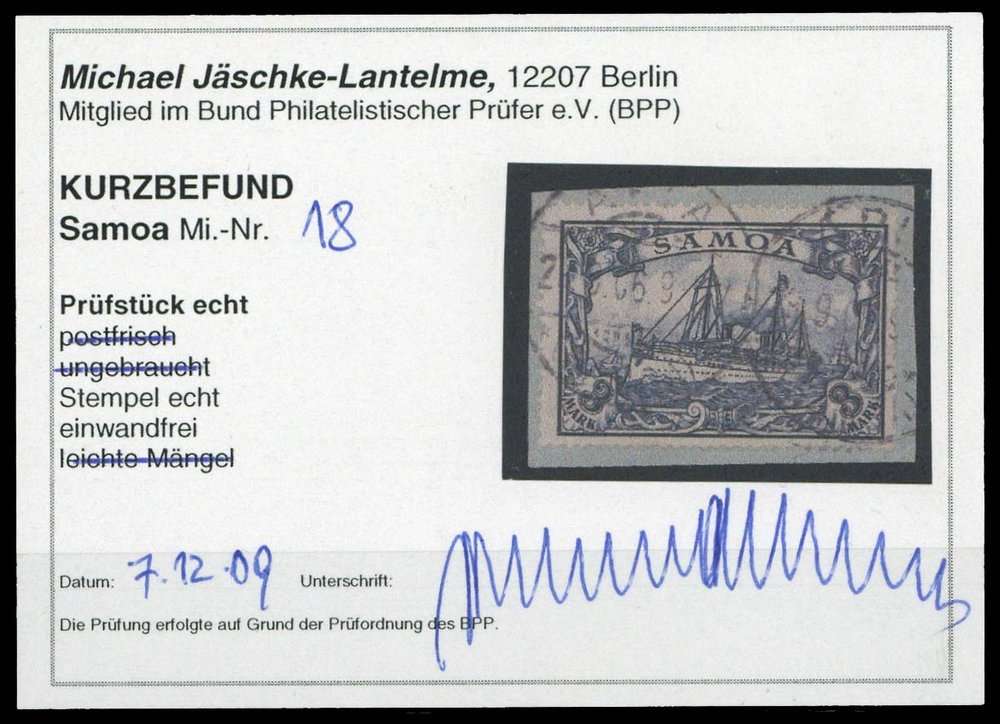 Michael Jäschke-Lantelme, 12207 Berlin
Mitglied im Bund Philatelistischer Prüfer e.V. (BPP)
KURZBEFUND
Samoa Mi.-Nr. 18
SAMOA
3 MARK
3 MARK
Prüfstück echt
postfrisch
ungebraucht
Stempel echt
einwandfrei
leichte Mängel
Datum: 7.12.09 Unterschrift:
Die Prüfung erfolgte auf Grund der Prüfordnung des BPP.